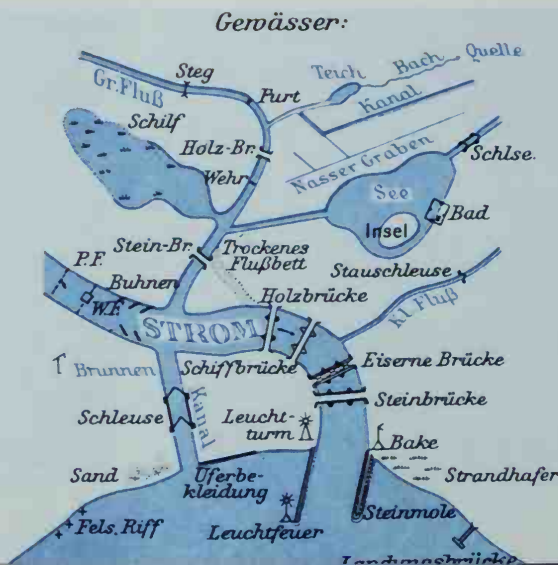 Gewässer:
Steg
Teich
Bach
Quelle
Gr. Fluß
Furt
Kanal
Schilf
Holz-Br.
Wehr
Nasser Graben
Schlse.
See
Insel
Bad
Stein-Br.
Trockenes
Flußbett
Stauschleuse
P.F.
Buhnen
Holzbrücke
W.F.
STROM
Kl. Fluß
Brunnen
Schiffbrücke
Eiserne Brücke
Steinbrücke
Schleuse
Kanal
Leucht-
turm
Bake
Sand
Uferbe-
kleidung
Strandhafer
Fels. Riff
Leuchtfeuer
Steinmole
Landungsbrücke